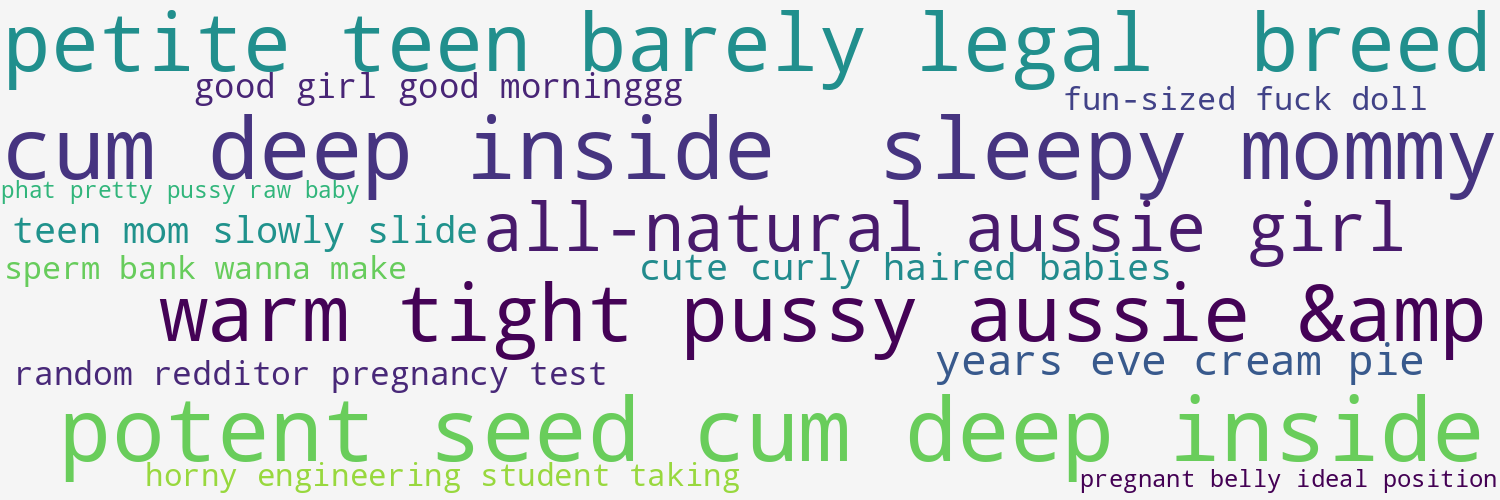 petite teen barely legal breed
good girl good morninggg
fun-sized fuck doll
cum deep inside sleepy mommy
phat pretty pussy raw baby
teen mom slowly slide
all-natural aussie girl
sperm bank wanna make
cute curly haired babies
warm tight pussy aussie &amp
random redditor pregnancy test
years eve cream pie
potent seed cum deep inside
horny engineering student taking
pregnant belly ideal position